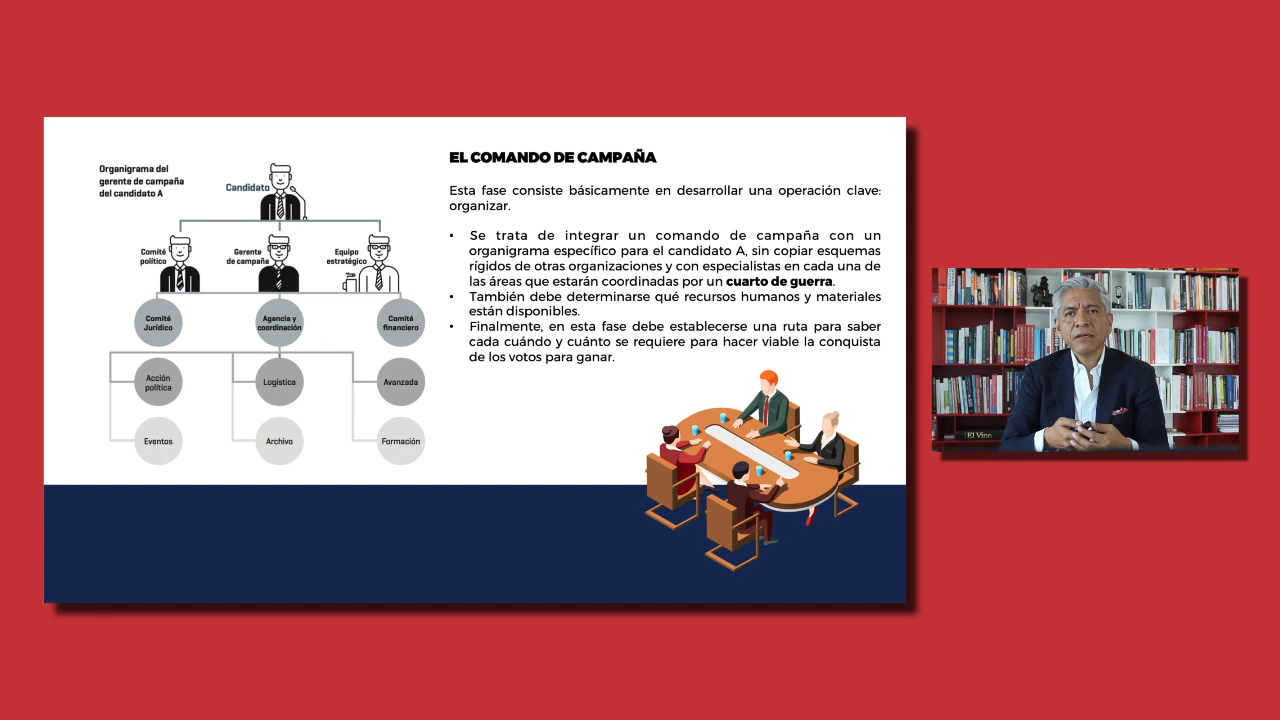 Organigrama del
gerente de campaña
del candidato A
Candidato
Comité
político
Gerente
de campaña
Equipo
estratégico
Comité
Jurídico
Agencia y
coordinación
Comité
financiero
Acción
política
Logística
Avanzada
Eventos
Archivo
Formación
EL COMANDO DE CAMPAÑA
Esta fase consiste básicamente en desarrollar una operación clave:
organizar.
• Se trata de integrar un comando de campaña con un
organigrama específico para el candidato A, sin copiar esquemas
rígidos de otras organizaciones y con especialistas en cada una de
las áreas que estarán coordinadas por un cuarto de guerra.
• También debe determinarse qué recursos humanos y materiales
están disponibles.
• Finalmente, en esta fase debe establecerse una ruta para saber
cada cuándo y cuánto se requiere para hacer viable la conquista
de los votos para ganar.
El Vino